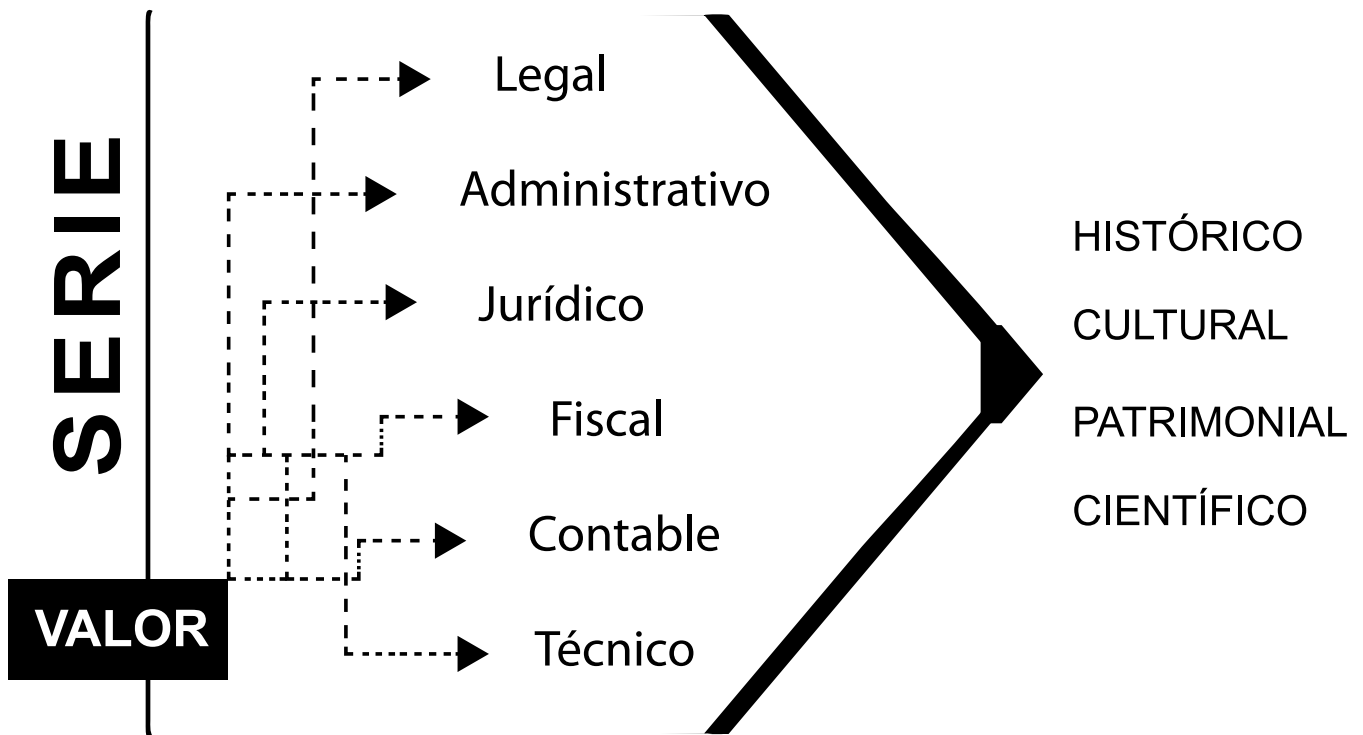 SERIE
VALOR
Legal
Administrativo
Jurídico
Fiscal
Contable
Técnico
HISTÓRICO
CULTURAL
PATRIMONIAL
CIENTÍFICO